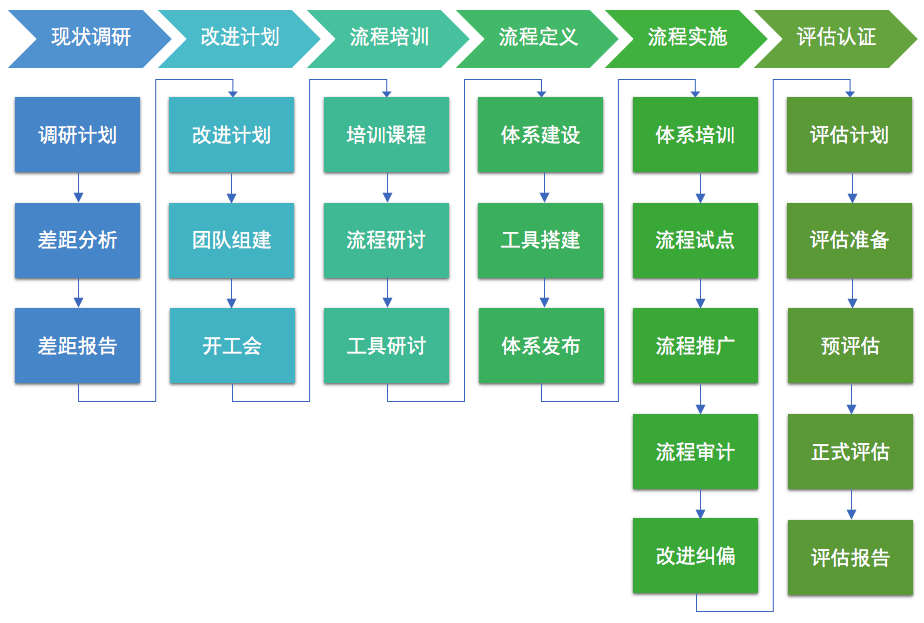 现状调研
改进计划
流程培训
流程定义
流程实施
评估认证
调研计划
差距分析
差距报告
改进计划
团队组建
开工会
培训课程
流程研讨
工具研讨
体系建设
工具搭建
体系发布
体系培训
流程试点
流程推广
流程审计
改进纠偏
评估计划
评估准备
预评估
正式评估
评估报告